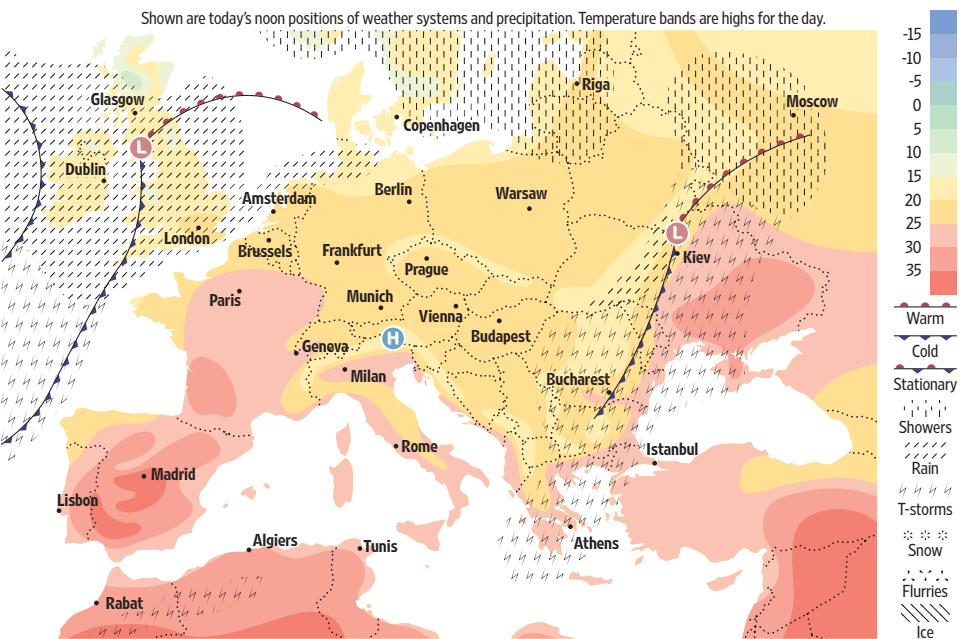 Shown are today's noon positions of weather systems and precipitation. Temperature bands are highs for the day.
Riga
Glasgow
Moscow
Copenhagen
L
Dublin
Berlin
Warsaw
Amsterdam
London
Brussels
Frankfurt
L
Kiev
Prague
Paris
Munich
Vienna
Budapest
H
Geneva
Milan
Bucharest
Rome
Istanbul
Madrid
Lisbon
Algiers
Tunis
Athens
Rabat
-15
-10
-5
0
5
10
15
20
25
30
35
Warm
Cold
Stationary
Showers
Rain
T-storms
Snow
Flurries
Ice